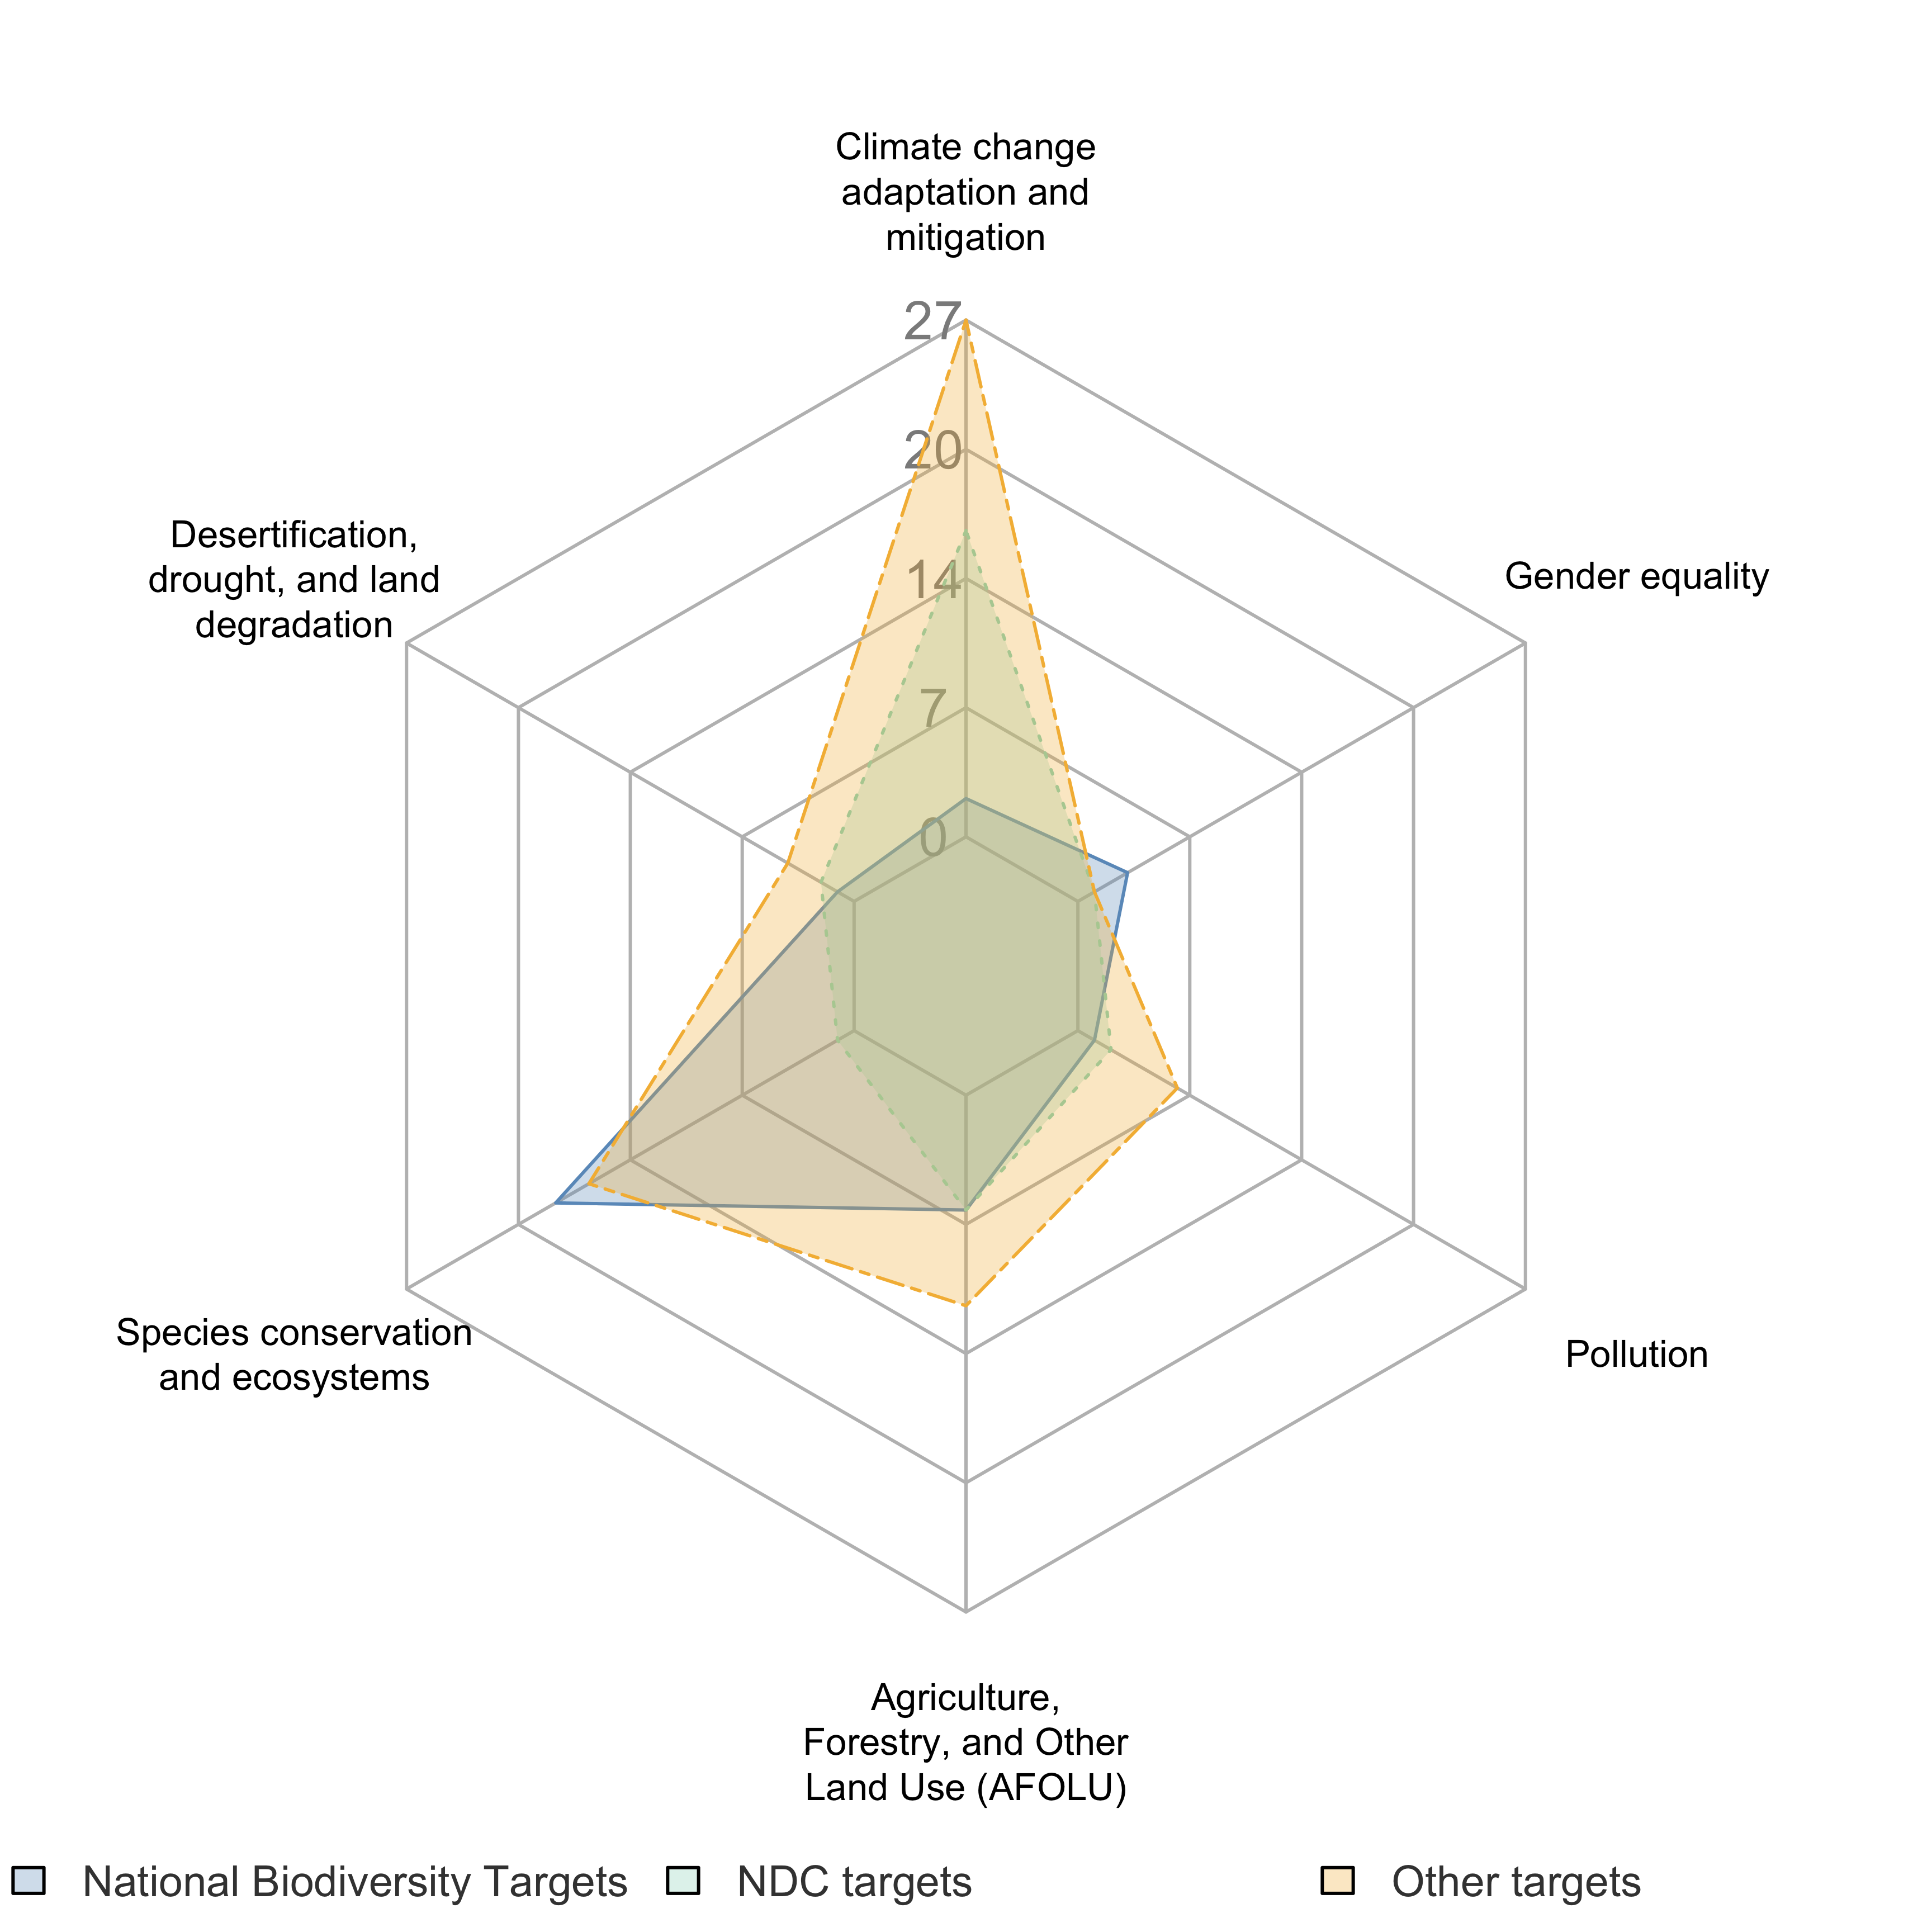 Climate change
adaptation and
mitigation
27
20
14
7
0
Gender equality
Desertification,
drought, and land
degradation
Species conservation
and ecosystems
Pollution
Agriculture,
Forestry, and Other
Land Use (AFOLU)
National Biodiversity Targets
NDC targets
Other targets